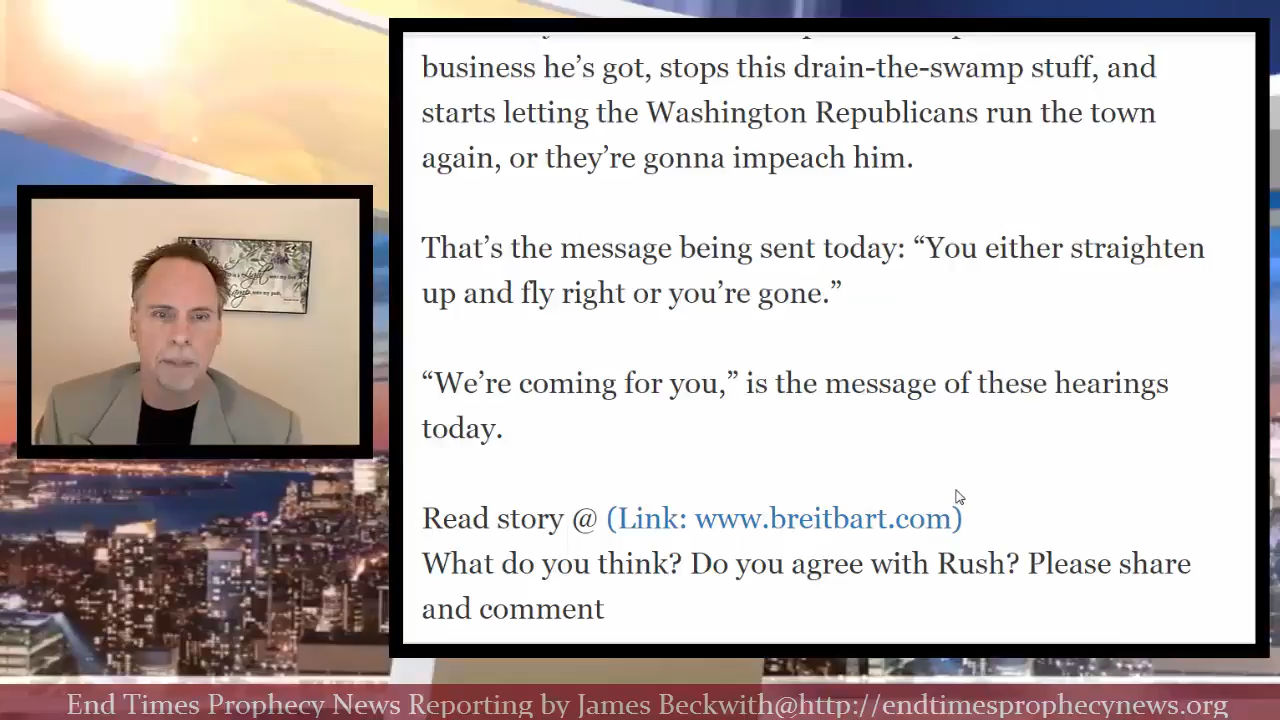 business he’s got, stops this drain-the-swamp stuff, and
starts letting the Washington Republicans run the town
again, or they’re gonna impeach him.
That’s the message being sent today: “You either straighten
up and fly right or you’re gone.”
“We’re coming for you,” is the message of these hearings
today.
Read story @ (Link: www.breitbart.com)
What do you think? Do you agree with Rush? Please share
and comment
End Times Prophecy News Reporting by James Beckwith@http://endtimesprophecynews.org